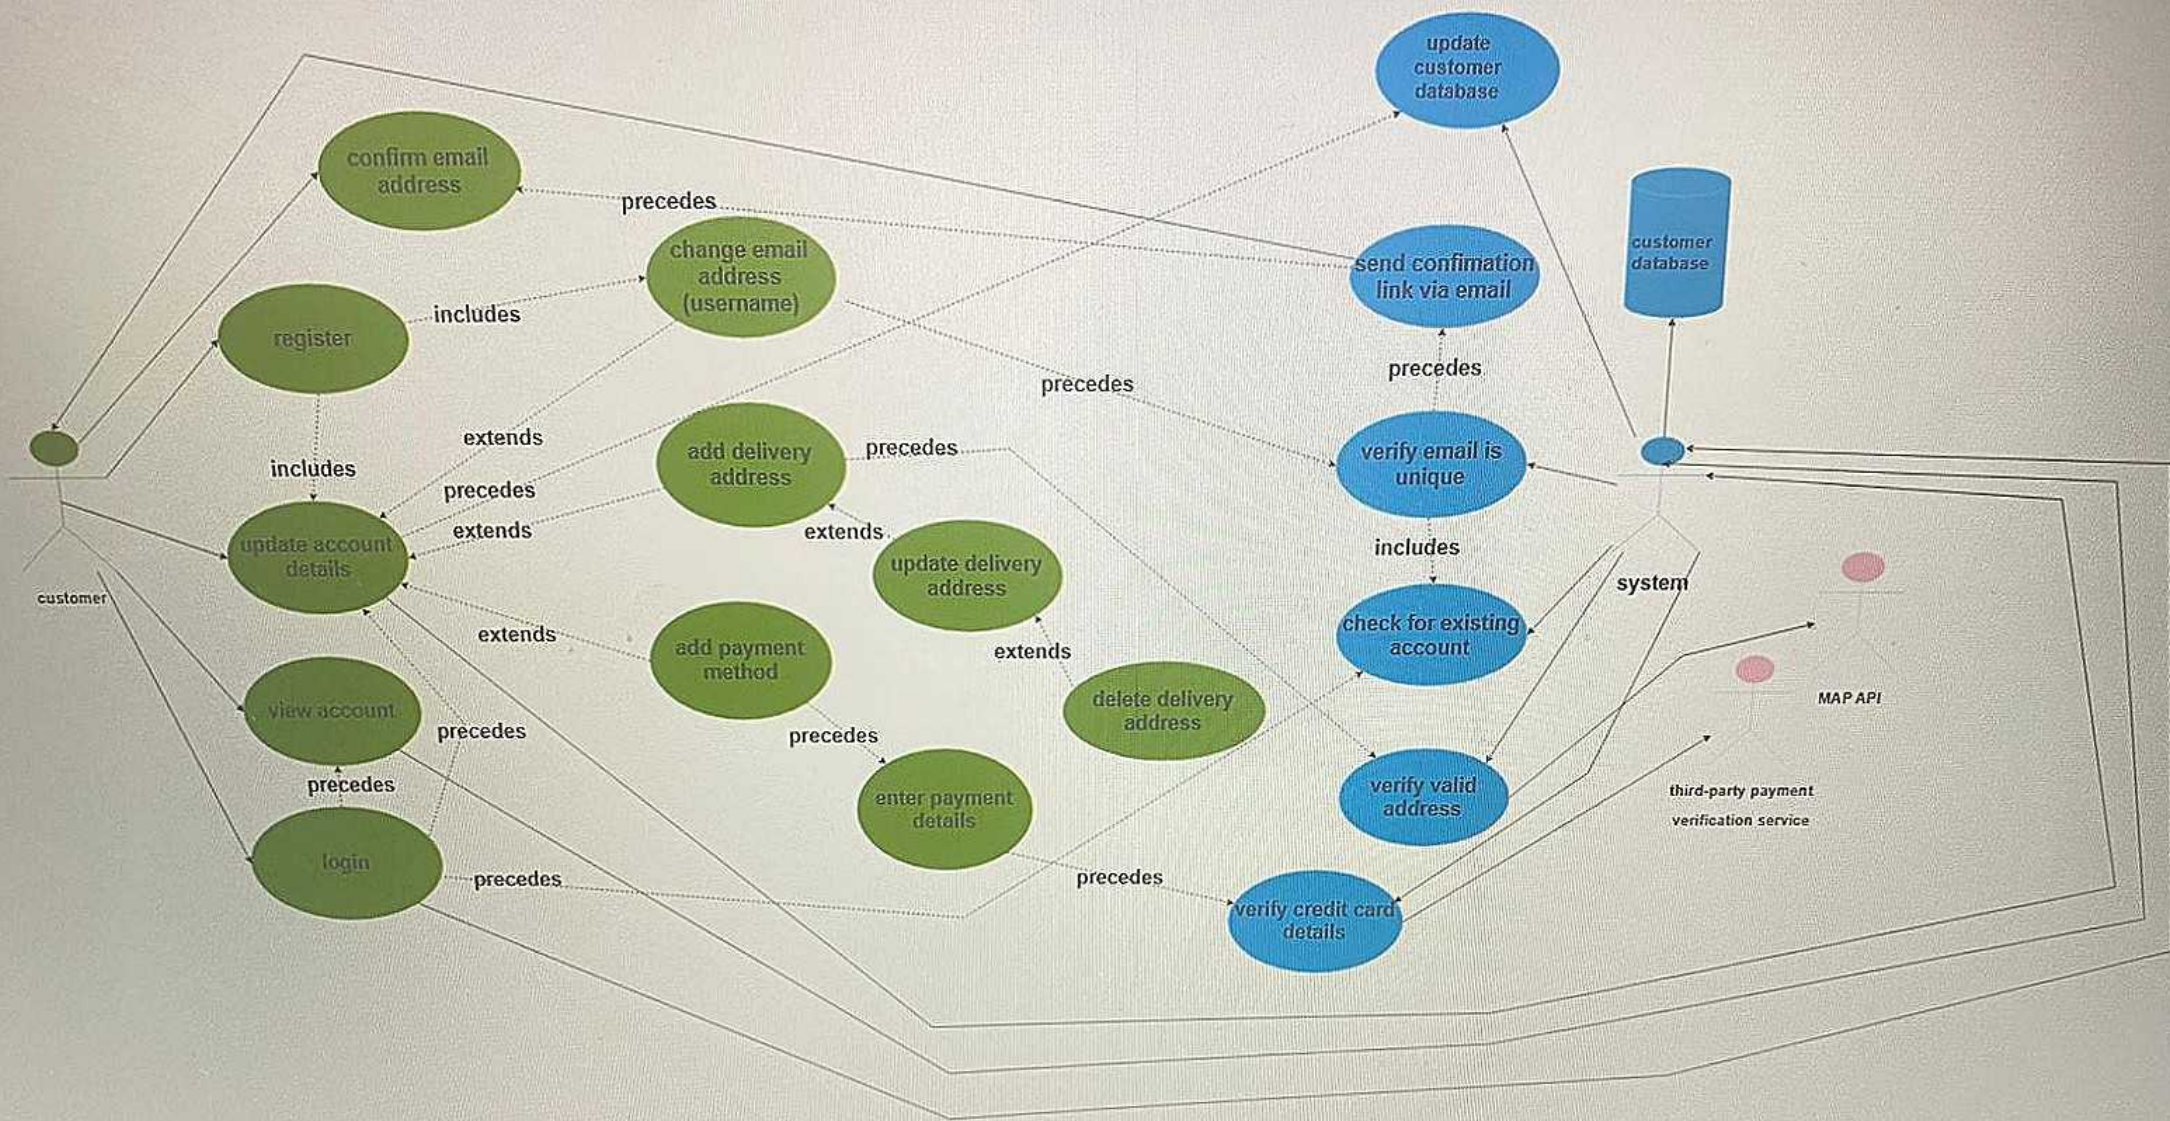 update
customer
database
confirm email
address
precedes
change email
address
(username)
send confimation
link via email
customer
database
includes
register
precedes
precedes
extends
add delivery
address
precedes
verify email is
unique
includes
precedes
extends
extends
update account
details
update delivery
address
includes
check for existing
account
system
customer
extends
add payment
method
extends
delete delivery
address
MAP API
view account
precedes
precedes
precedes
verify valid
address
third-party payment
verification service
enter payment
details
login
precedes
precedes
verify credit card
details